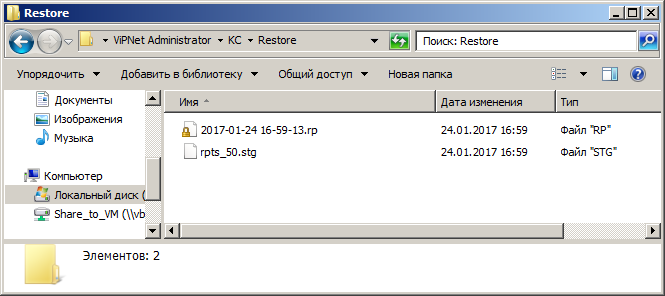 Restore
ViPNet Administrator KC Restore
Поиск: Restore
Упорядочить Добавить в библиотеку Общий доступ Новая папка
Документы
Изображения
Музыка
Компьютер
Локальный диск (
Share_to_VM (\\vb
Имя Дата изменения Тип
2017-01-24 16-59-13.rp 24.01.2017 16:59 Файл "RP"
rpts_50.stg 24.01.2017 16:59 Файл "STG"
Элементов: 2